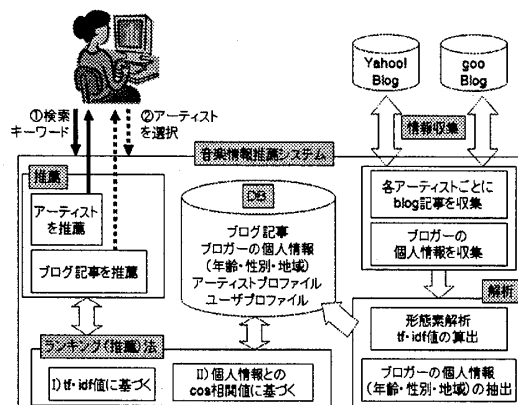 Yahoo!
Blog
goo
Blog
①検索
キーワード
②アーティスト
を選択
情報収集
音楽情報推薦システム
推薦
アーティスト
を推薦
ブログ記事を推薦
DB
ブログ記事
ブロガーの個人情報
(年齢・性別・地域)
アーティストプロファイル
ユーザプロファイル
各アーティストごとに
blog記事を収集
ブロガーの
個人情報を収集
解析
形態素解析
tf・idf値の算出
ブロガーの個人情報
(年齢・性別・地域)の抽出
ランキング(推薦)法
Ⅰ)tf・idf値に基づく
Ⅱ)個人情報との
cos相関値に基づく